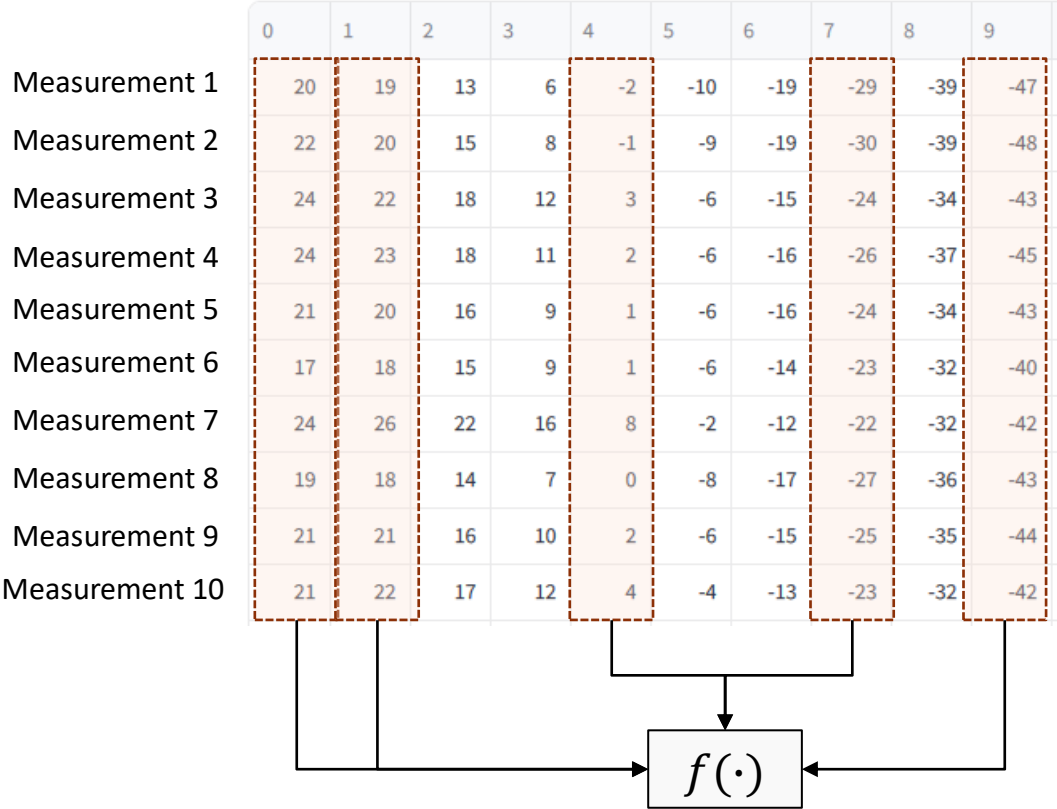 0 1 2 3 4 5 6 7 8 9
Measurement 1 20 19 13 6 -2 -10 -19 -29 -39 -47
Measurement 2 22 20 15 8 -1 -9 -19 -30 -39 -48
Measurement 3 24 22 18 12 3 -6 -15 -24 -34 -43
Measurement 4 24 23 18 11 2 -6 -16 -26 -37 -45
Measurement 5 21 20 16 9 1 -6 -16 -24 -34 -43
Measurement 6 17 18 15 9 1 -6 -14 -23 -32 -40
Measurement 7 24 26 22 16 8 -2 -12 -22 -32 -42
Measurement 8 19 18 14 7 0 -8 -17 -27 -36 -43
Measurement 9 21 21 16 10 2 -6 -15 -25 -35 -44
Measurement 10 21 22 17 12 4 -4 -13 -23 -32 -42
f(·)